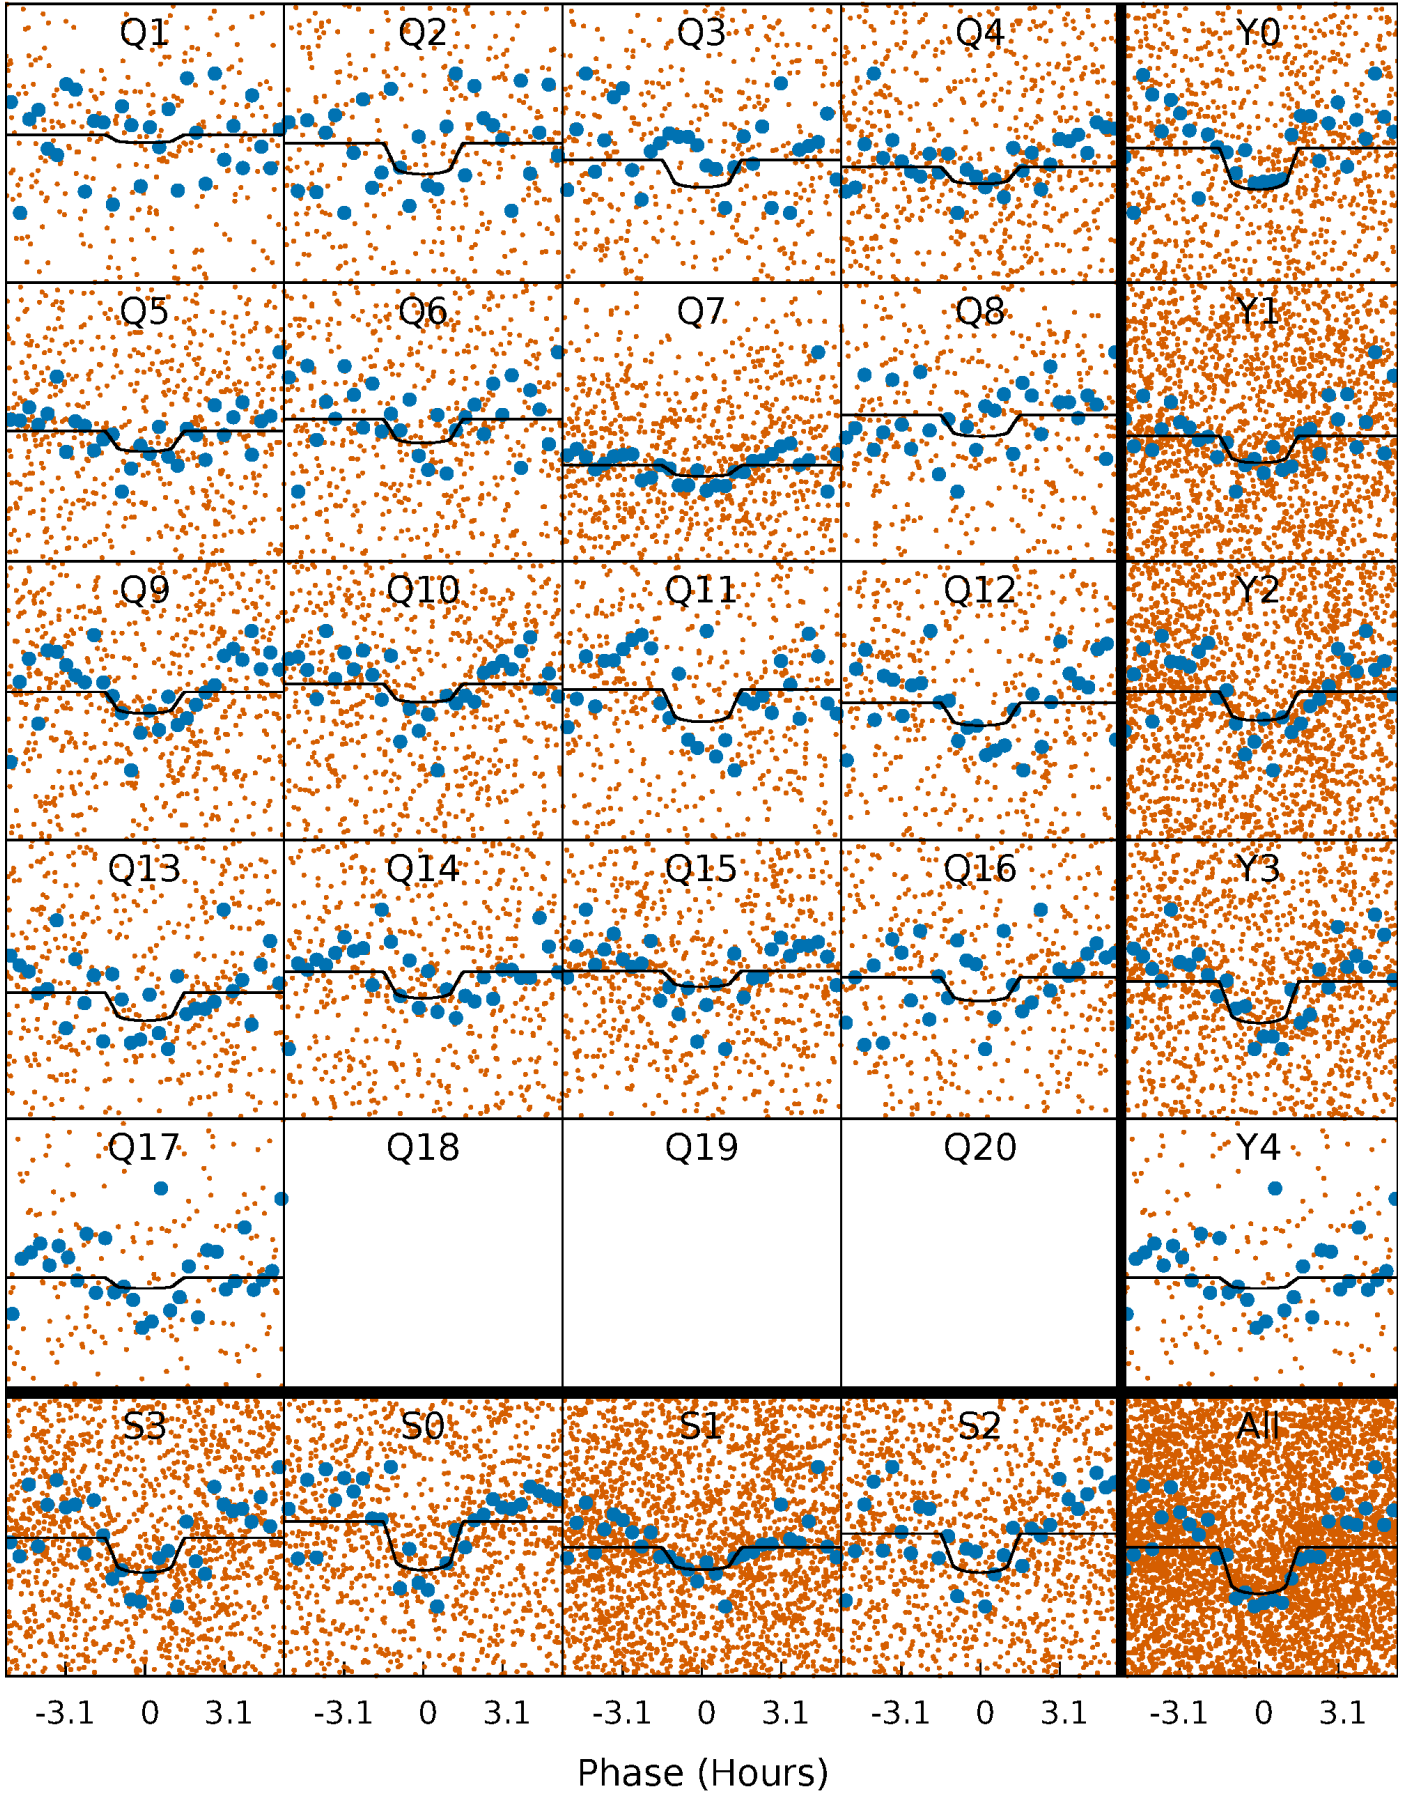 Q1 Q2 Q3 Q4 Y0
Q5 Q6 Q7 Q8 Y1
Q9 Q10 Q11 Q12 Y2
Q13 Q14 Q15 Q16 Y3
Q17 Q18 Q19 Q20 Y4
S3 S0 S1 S2 All
-3.1 0 3.1 -3.1 0 3.1 -3.1 0 3.1 -3.1 0 3.1 -3.1 0 3.1
Phase (Hours)